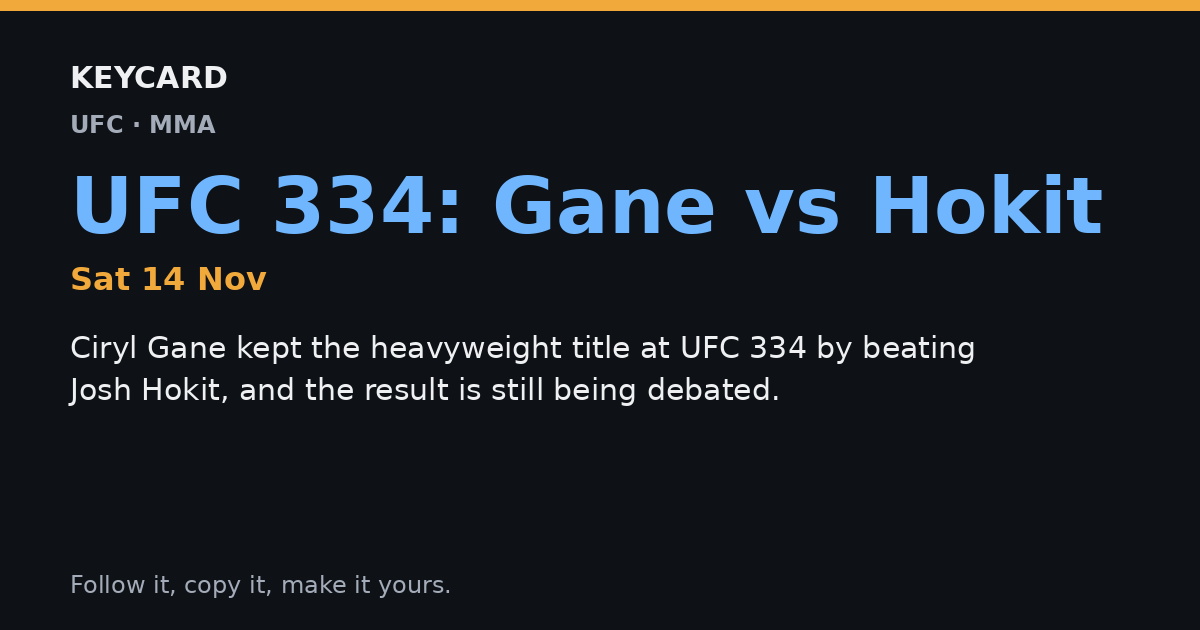 KEYCARD
UFC · MMA
UFC 334: Gane vs Hokit
Sat 14 Nov
Ciryl Gane kept the heavyweight title at UFC 334 by beating
Josh Hokit, and the result is still being debated.
Follow it, copy it, make it yours.